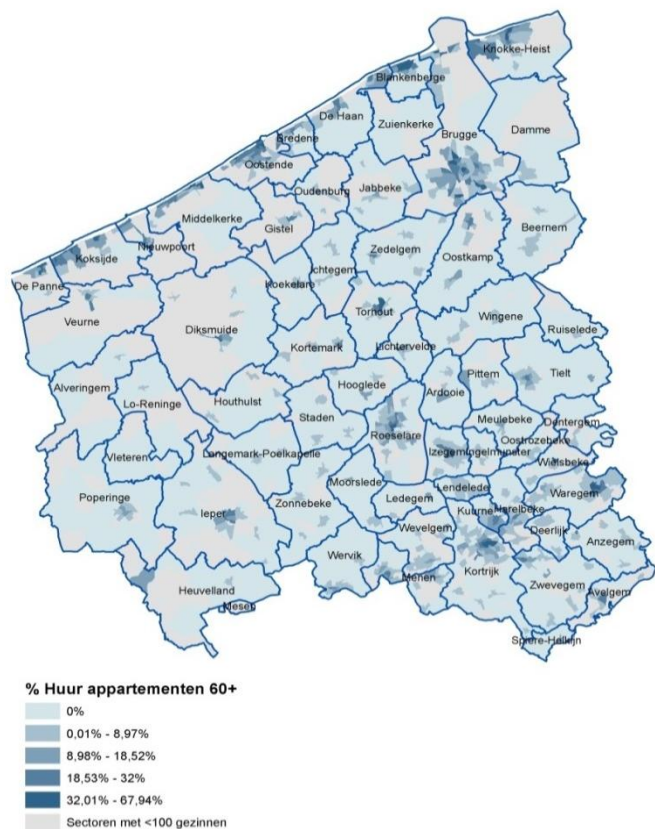 Knokke-Heist
Blankenberge
De Haan
Zuienkerke
Brugge
Damme
Bredene
Oostende
Oudenburg
Jabbeke
Middelkerke
Gistel
Beernem
Nieuwpoort
Koksijde
Zedelgem
Oostkamp
De Panne
Ichtegem
Koekelare
Veurne
Torhout
Wingene
Diksmuide
Ruiselede
Kortemark
Lichtervelde
Alveringem
Hooglede
Ardooie
Pittem
Tielt
Lo-Reninge
Houthulst
Staden
Meulebeke
Dentergem
Roeselare
Oostrozebeke
Vleteren
Langemark-Poelkapelle
Izegem
Ingelmunster
Wielsbeke
Moorslede
Lendelede
Waregem
Poperinge
Zonnebeke
Ledegem
Kuurne
Harelbeke
Ieper
Wevelgem
Deerlijk
Anzegem
Wervik
Menen
Kortrijk
Zwevegem
Heuvelland
Avelgem
Mesen
Spiere-Helkijn
% Huur appartementen 60+
0%
0,01% - 8,97%
8,98% - 18,52%
18,53% - 32%
32,01% - 67,94%
Sectoren met <100 gezinnen